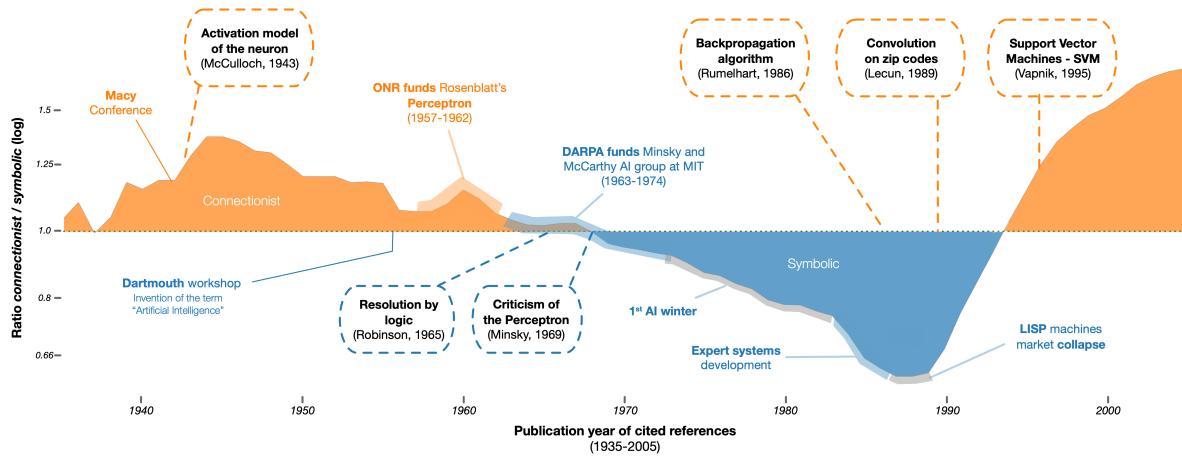 Activation model
of the neuron
(McCulloch, 1943)
Backpropagation
algorithm
(Rumelhart, 1986)
Convolution
on zip codes
(Lecun, 1989)
Support Vector
Machines - SVM
(Vapnik, 1995)
Macy
Conference
ONR funds Rosenblatt's
Perceptron
(1957-1962)
DARPA funds Minsky and
McCarthy AI group at MIT
(1963-1974)
Ratio connectionist / symbolic (log)
1.5
1.25
1.0
0.8
0.66
Connectionist
Symbolic
Dartmouth workshop
Invention of the term
"Artificial Intelligence"
Resolution by
logic
(Robinson, 1965)
Criticism of
the Perceptron
(Minsky, 1969)
1st AI winter
Expert systems
development
LISP machines
market collapse
1940
1950
1960
1970
1980
1990
2000
Publication year of cited references
(1935-2005)